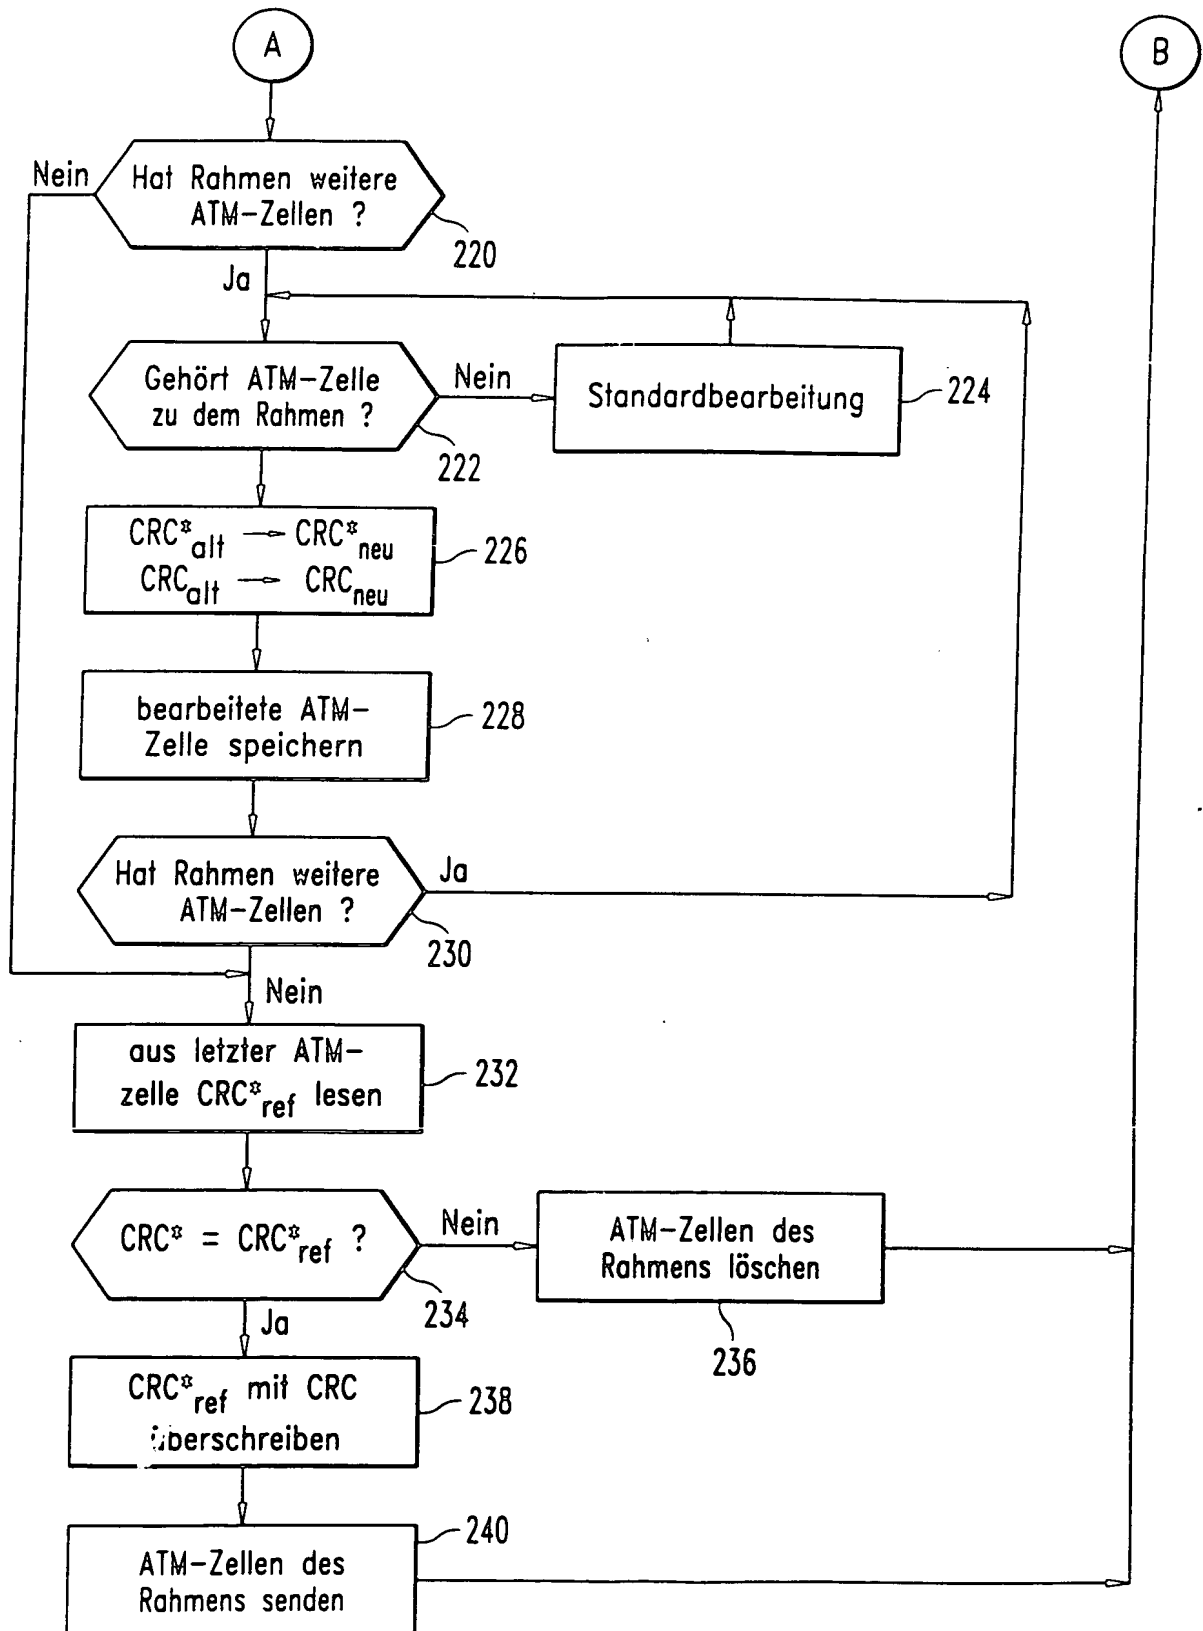 A
B
Nein
Hat Rahmen weitere
ATM-Zellen ?
220
Ja
Gehört ATM-Zelle
zu dem Rahmen ?
222
Nein
Standardbearbeitung
224
CRC*alt → CRC*neu
CRCalt → CRCneu
226
bearbeitete ATM-
Zelle speichern
228
Hat Rahmen weitere
ATM-Zellen ?
230
Ja
Nein
aus letzter ATM-
zelle CRC*ref lesen
232
CRC* = CRC*ref ?
234
Nein
ATM-Zellen des
Rahmens löschen
236
Ja
CRC*ref mit CRC
überschreiben
238
ATM-Zellen des
Rahmens senden
240